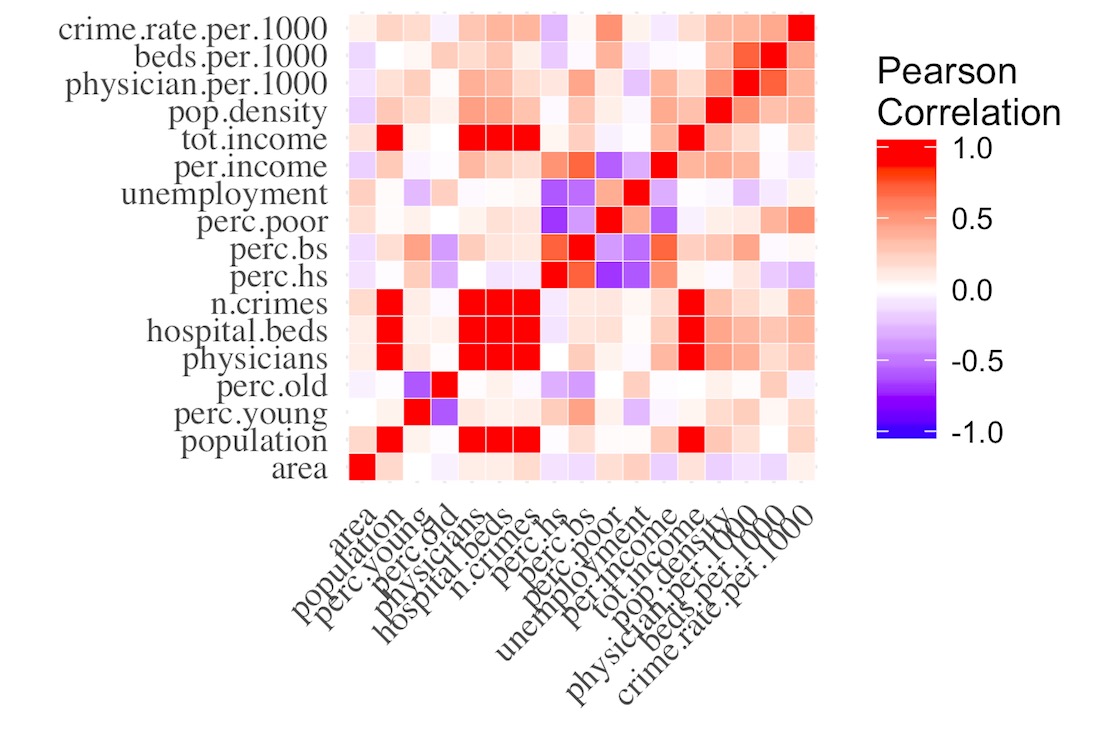 crime.rate.per.1000
beds.per.1000
physician.per.1000
pop.density
tot.income
per.income
unemployment
perc.poor
perc.bs
perc.hs
n.crimes
hospital.beds
physicians
perc.old
perc.young
population
area
area
population
perc.young
perc.old
physicians
hospital.beds
n.crimes
perc.hs
perc.bs
perc.poor
unemployment
per.income
tot.income
pop.density
physician.per.1000
beds.per.1000
crime.rate.per.1000
Pearson
Correlation
1.0
0.5
0.0
-0.5
-1.0